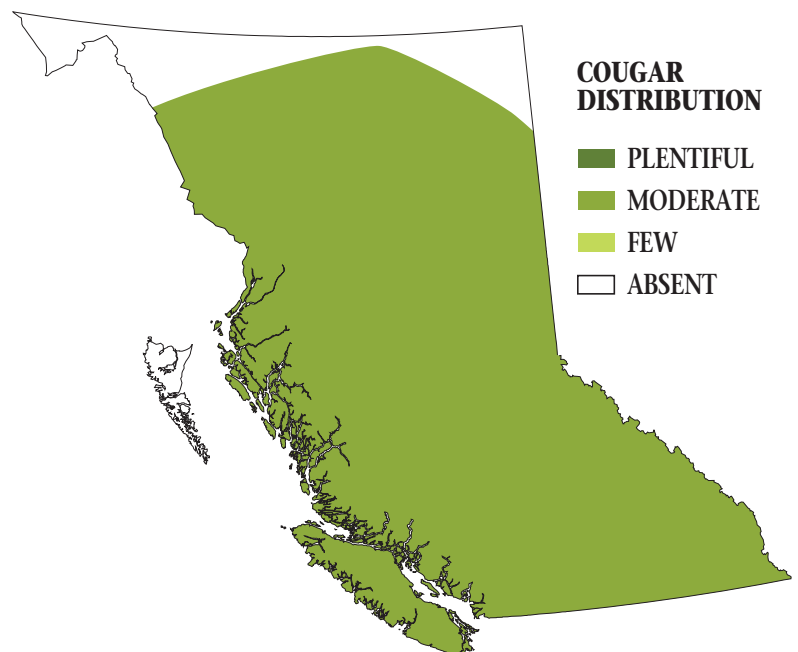 COUGAR
DISTRIBUTION
PLENTIFUL
MODERATE
FEW
ABSENT